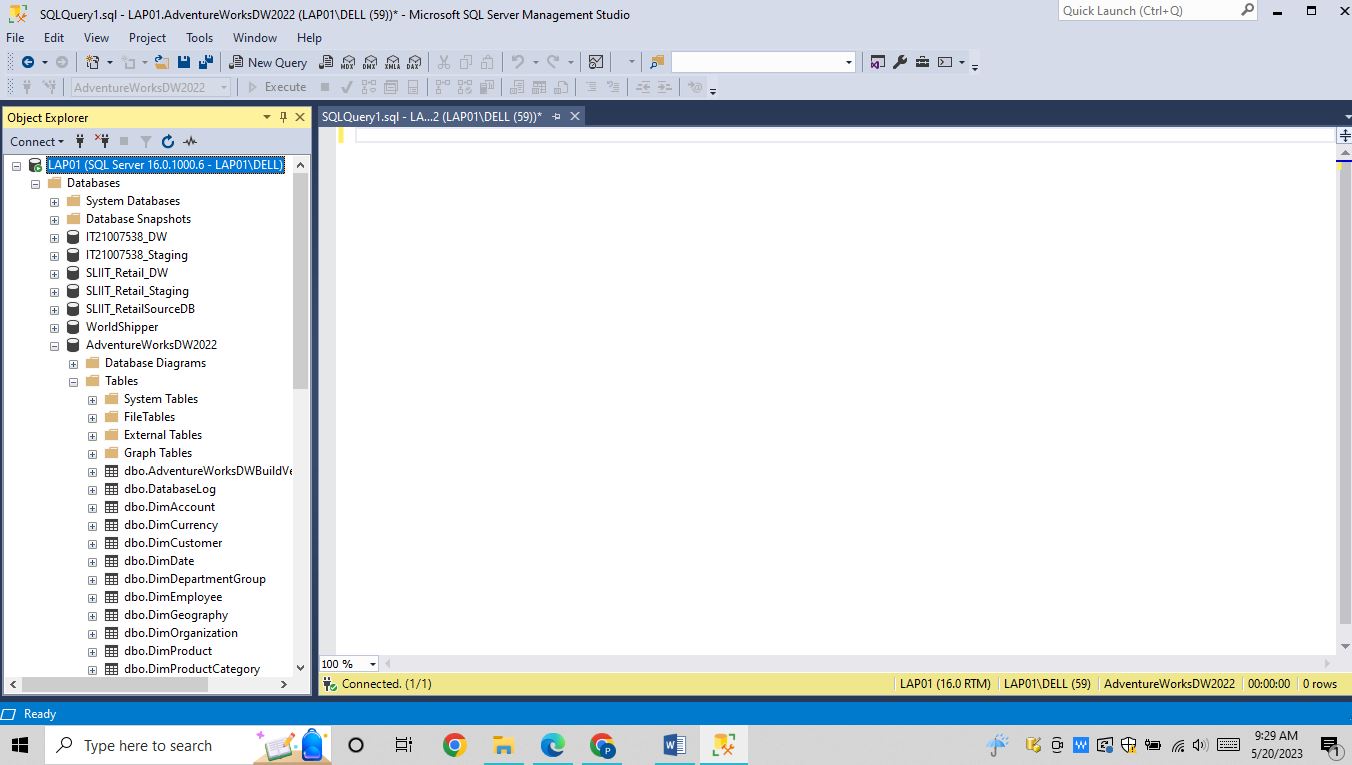 SQLQuery1.sql - LAP01.AdventureWorksDW2022 (LAP01\DELL (59))* - Microsoft SQL Server Management Studio
Quick Launch (Ctrl+Q)
File Edit View Project Tools Window Help
New Query MDX DMX XMLA DAX
AdventureWorksDW2022 Execute
Object Explorer
SQLQuery1.sql - LA...2 (LAP01\DELL (59))*
Connect
LAP01 (SQL Server 16.0.1000.6 - LAP01\DELL)
Databases
System Databases
Database Snapshots
IT21007538_DW
IT21007538_Staging
SLIIT_Retail_DW
SLIIT_Retail_Staging
SLIIT_RetailSourceDB
WorldShipper
AdventureWorksDW2022
Database Diagrams
Tables
System Tables
FileTables
External Tables
Graph Tables
dbo.AdventureWorksDWBuildVe
dbo.DatabaseLog
dbo.DimAccount
dbo.DimCurrency
dbo.DimCustomer
dbo.DimDate
dbo.DimDepartmentGroup
dbo.DimEmployee
dbo.DimGeography
dbo.DimOrganization
dbo.DimProduct
dbo.DimProductCategory
100 %
Connected. (1/1) LAP01 (16.0 RTM) LAP01\DELL (59) AdventureWorksDW2022 00:00:00 0 rows
Ready
Type here to search
9:29 AM
5/20/2023
1